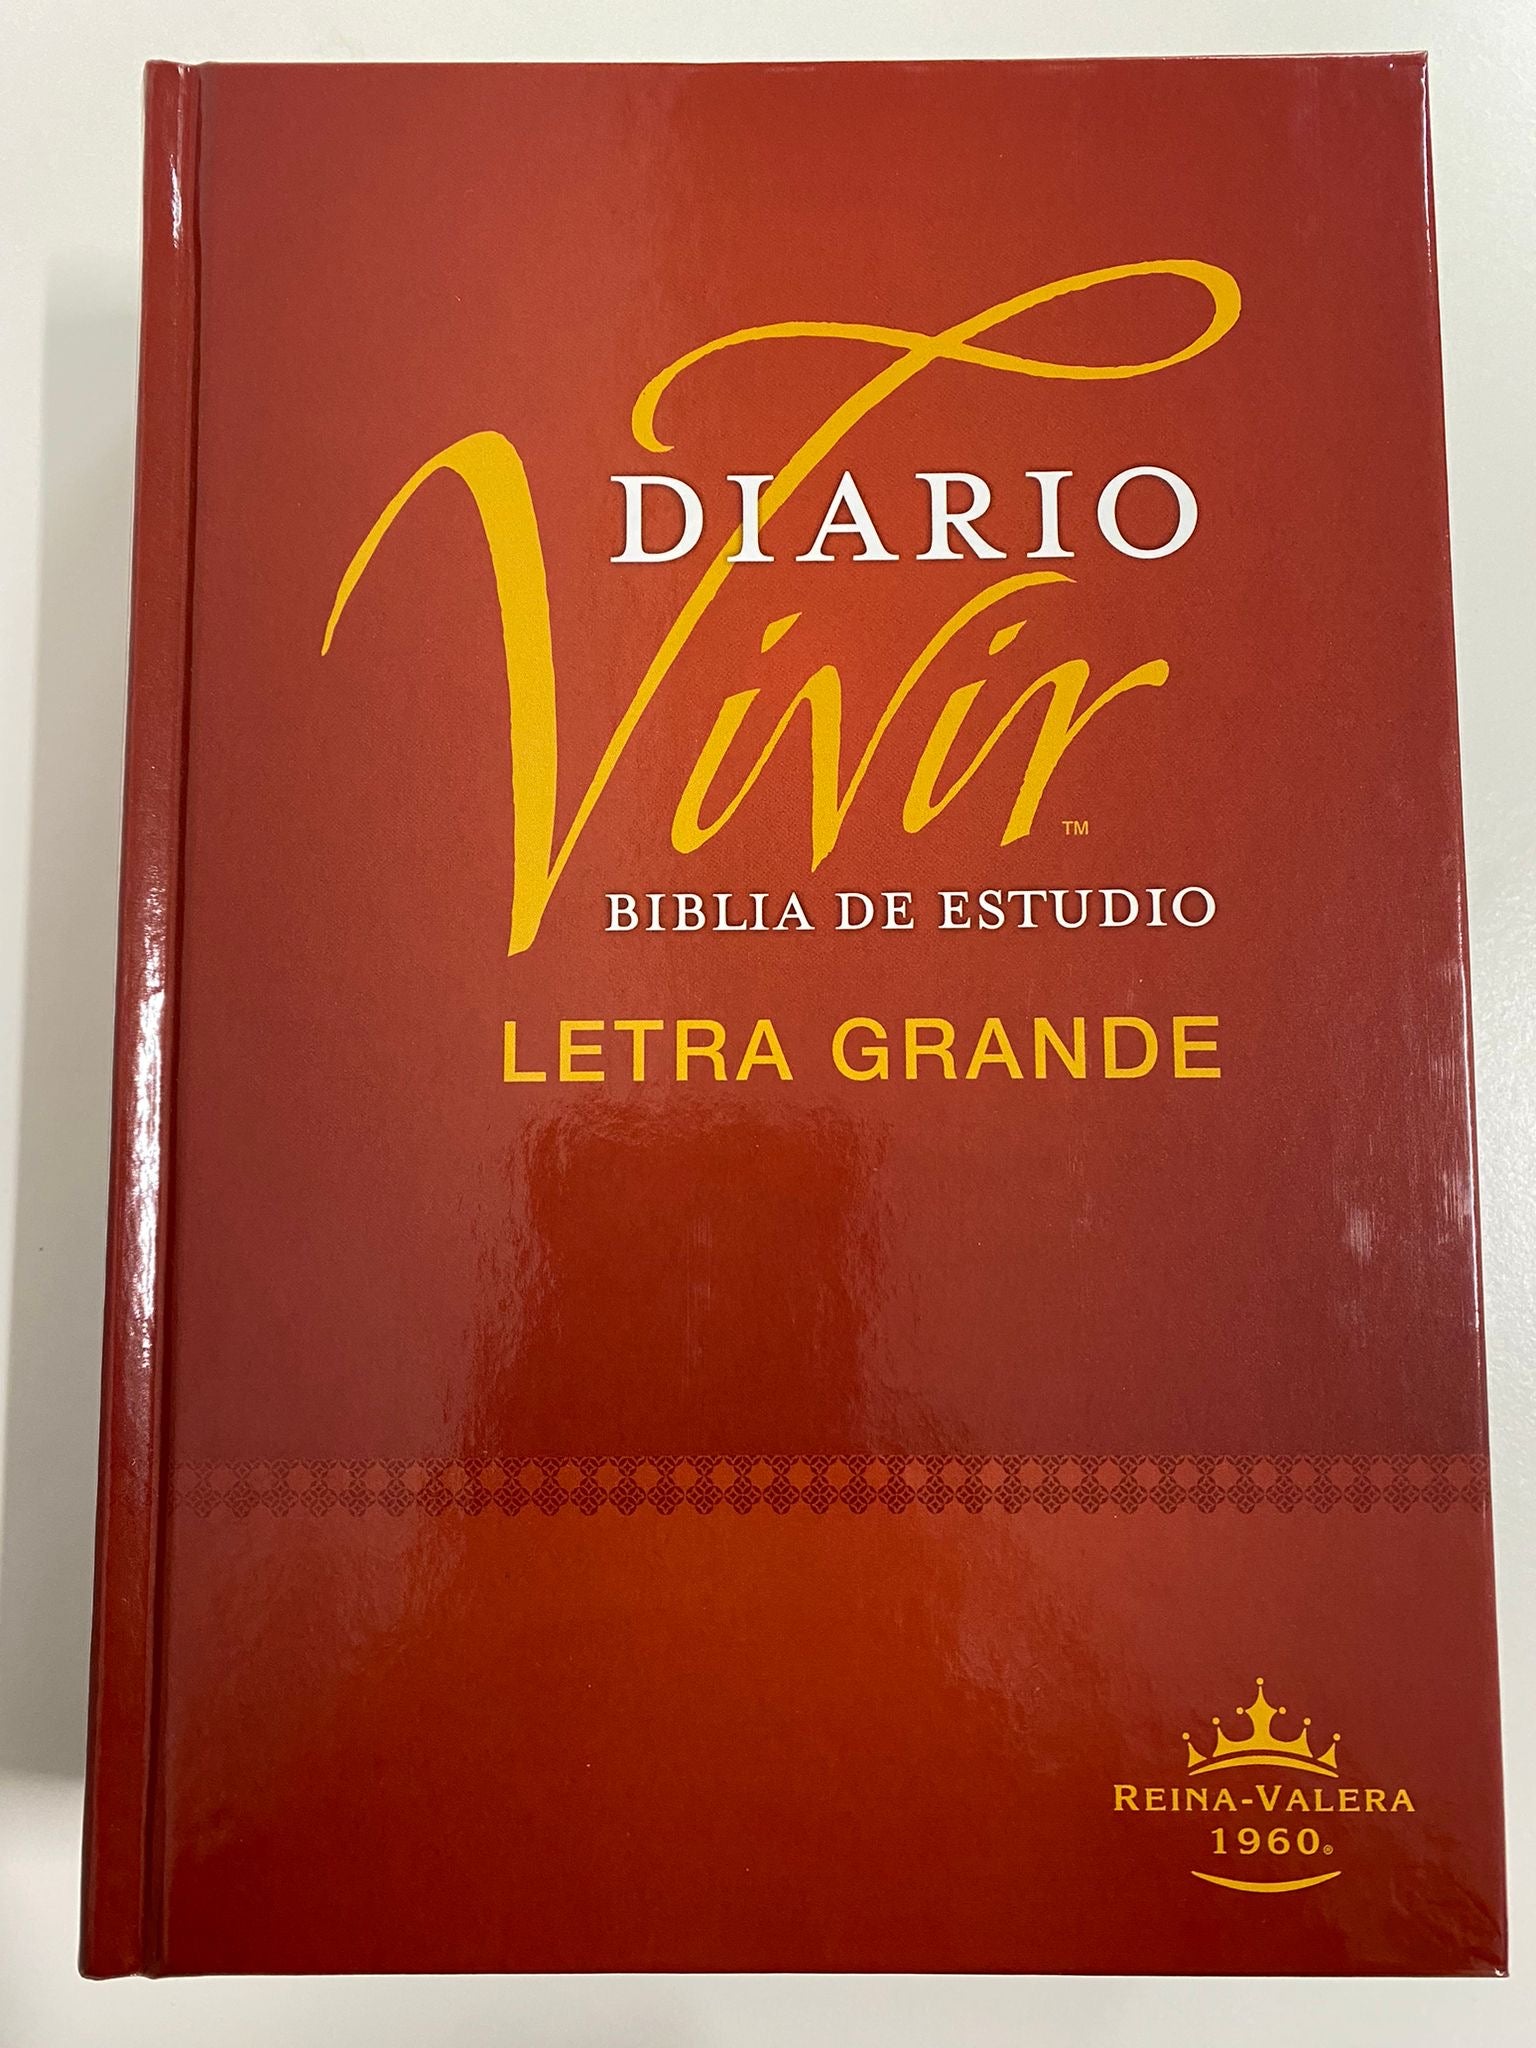 DIARIO
Vivir™
BIBLIA DE ESTUDIO
LETRA GRANDE
REINA-VALERA
1960®